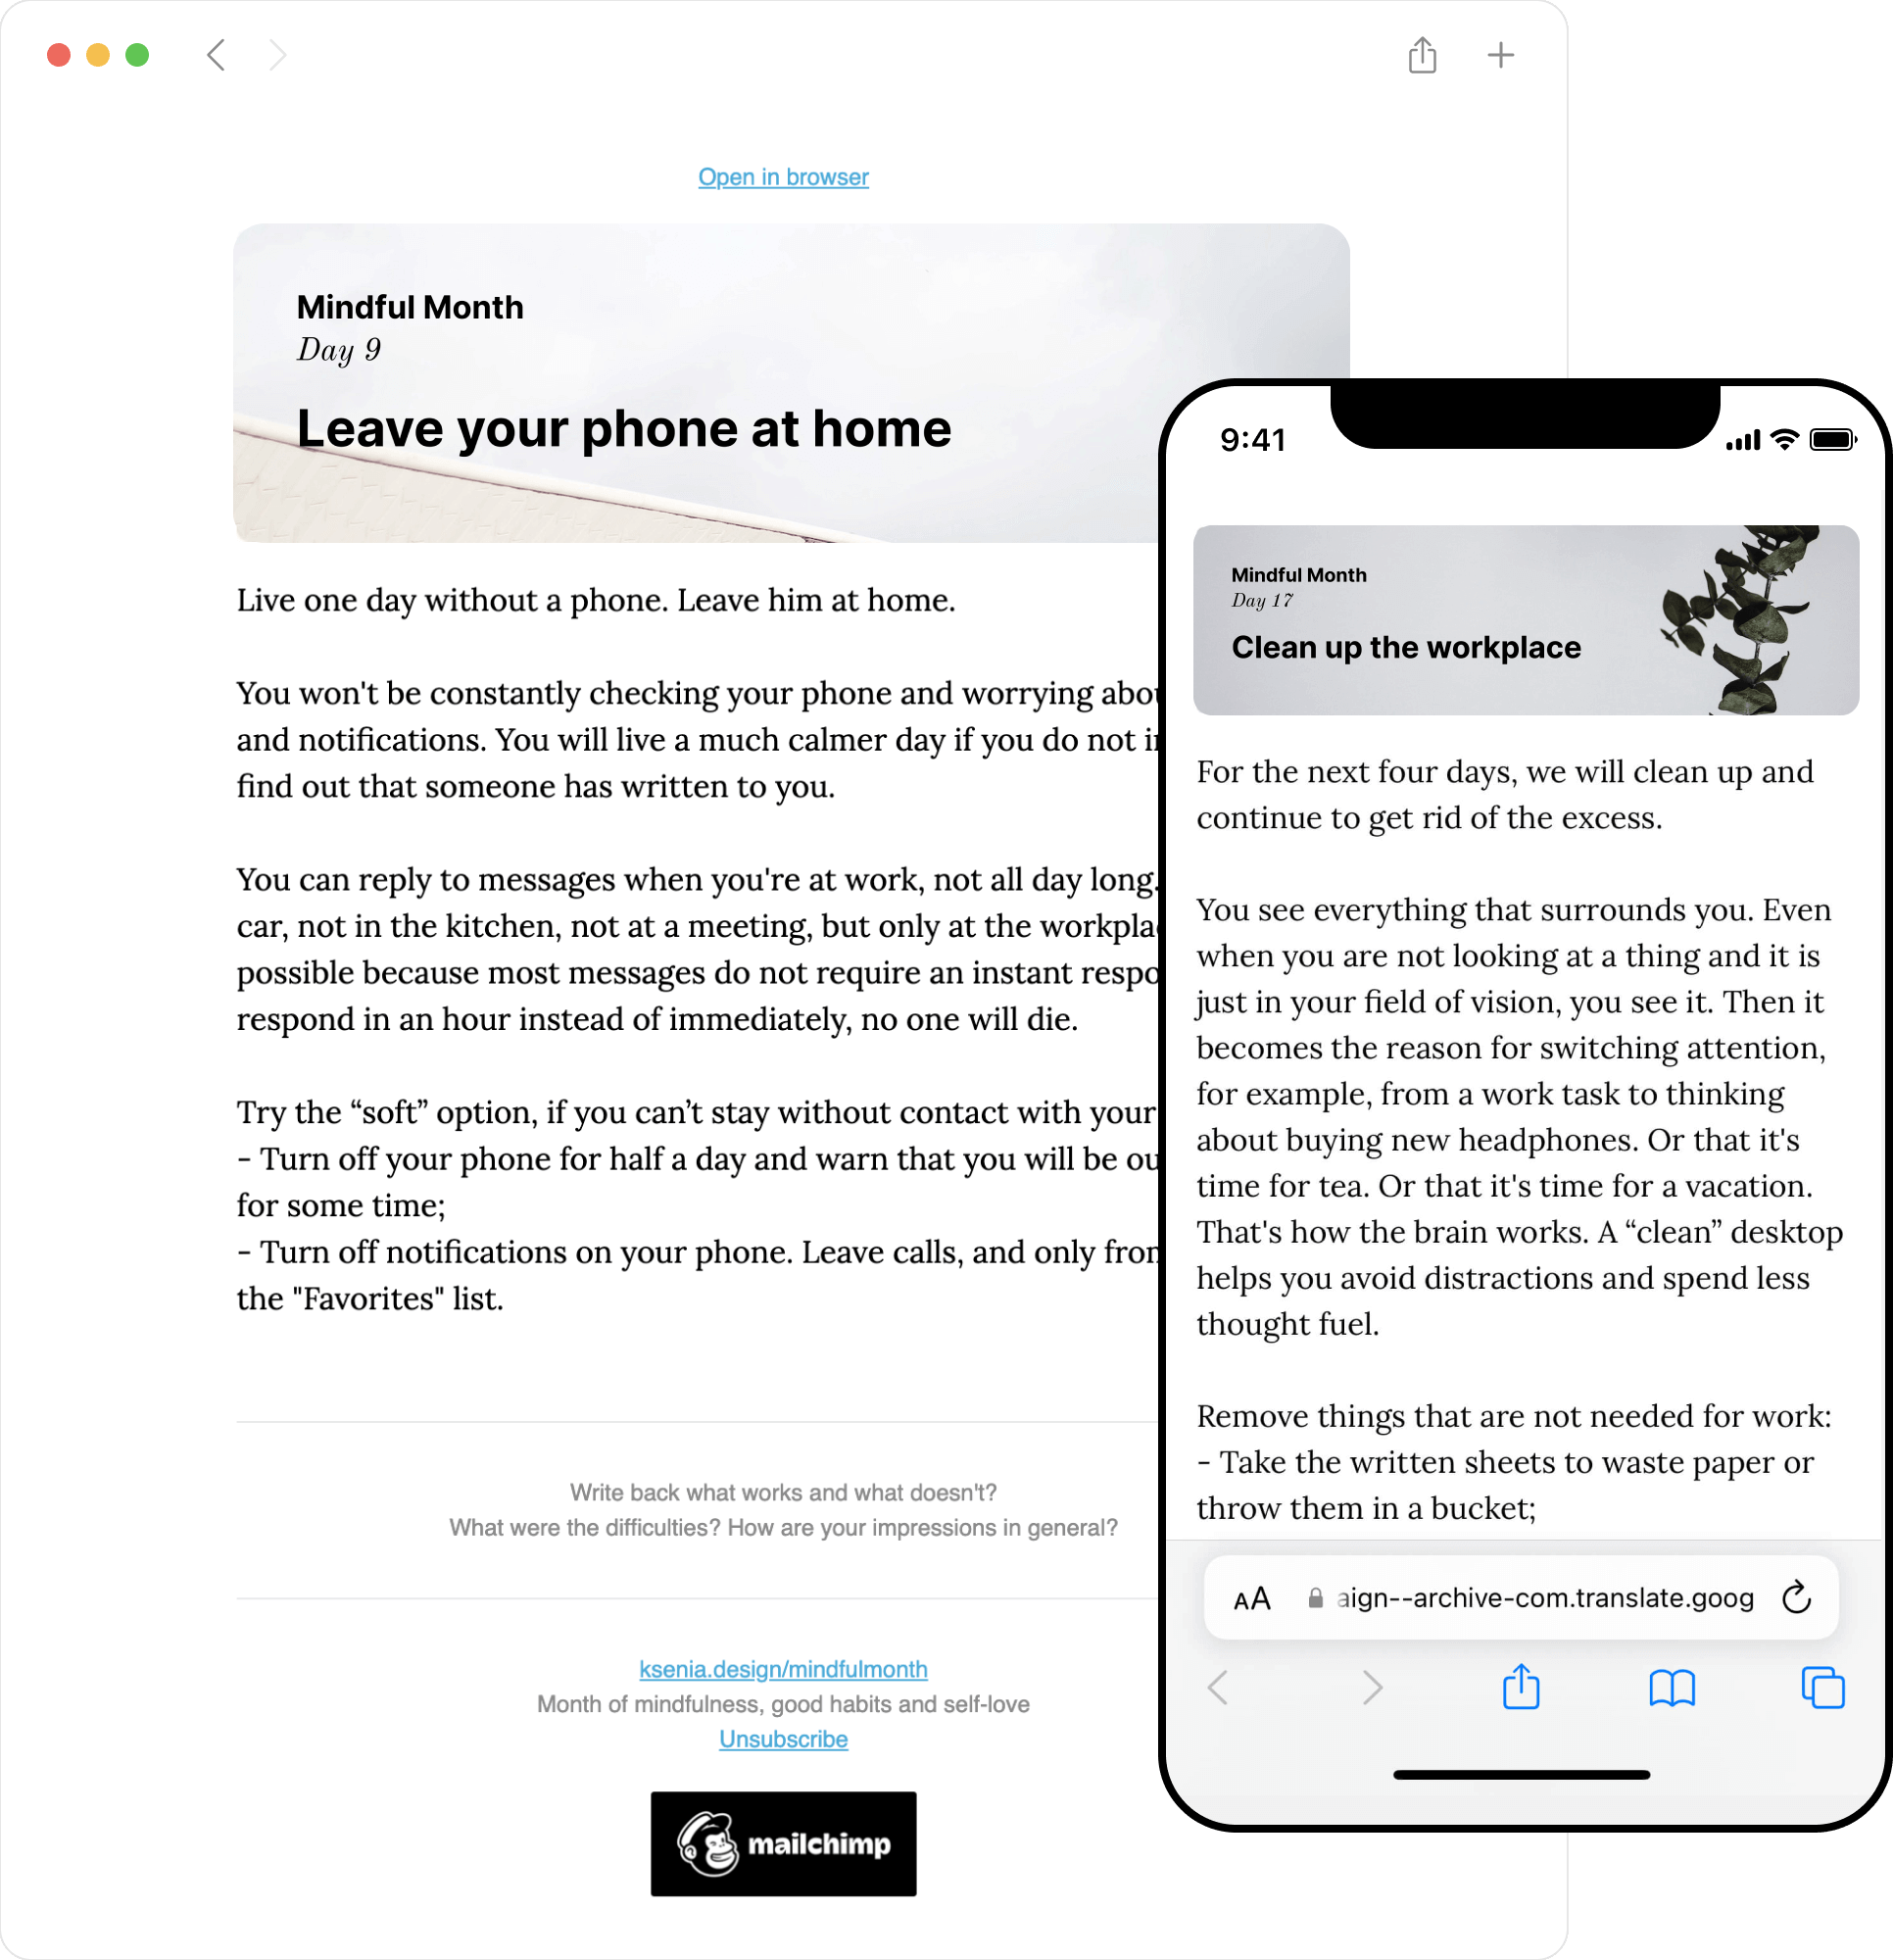 Open in browser
Mindful Month
Day 9
Leave your phone at home
Live one day without a phone. Leave him at home.
You won't be constantly checking your phone and worrying
and notifications. You will live a much calmer day if you do not
find out that someone has written to you.
You can reply to messages when you're at work, not all day long.
car, not in the kitchen, not at a meeting, but only at the
possible because most messages do not require an instant
respond in an hour instead of immediately, no one will die.
Try the “soft” option, if you can’t stay without contact with your
- Turn off your phone for half a day and warn that you will be
for some time;
- Turn off notifications on your phone. Leave calls, and only
the "Favorites" list.
Write back what works and what doesn't?
What were the difficulties? How are your impressions in general?
ksenia.design/mindfulmonth
Month of mindfulness, good habits and self-love
Unsubscribe
mailchimp
9:41
Mindful Month
Day 17
Clean up the workplace
For the next four days, we will clean up and
continue to get rid of the excess.
You see everything that surrounds you. Even
when you are not looking at a thing and it is
just in your field of vision, you see it. Then it
becomes the reason for switching attention,
for example, from a work task to thinking
about buying new headphones. Or that it's
time for tea. Or that it's time for a vacation.
That's how the brain works. A “clean” desktop
helps you avoid distractions and spend less
thought fuel.
Remove things that are not needed for work:
- Take the written sheets to waste paper or
throw them in a bucket;
AA aign--archive-com.translate.goog